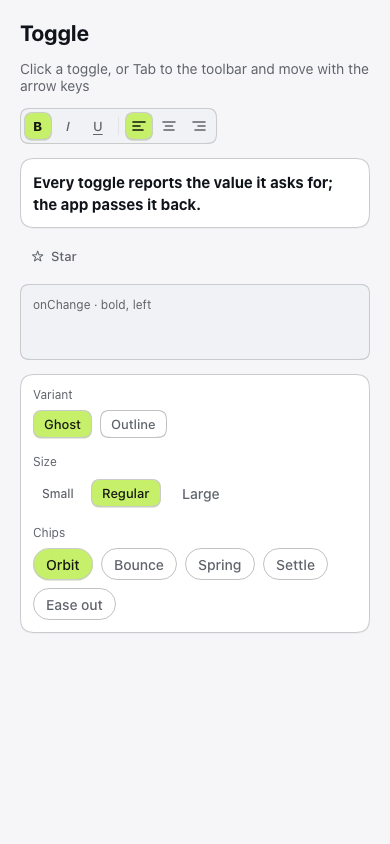 Toggle
Click a toggle, or Tab to the toolbar and move with the
arrow keys
B I U
Every toggle reports the value it asks for;
the app passes it back.
Star
onChange · bold, left
Variant
Ghost Outline
Size
Small Regular Large
Chips
Orbit Bounce Spring Settle
Ease out